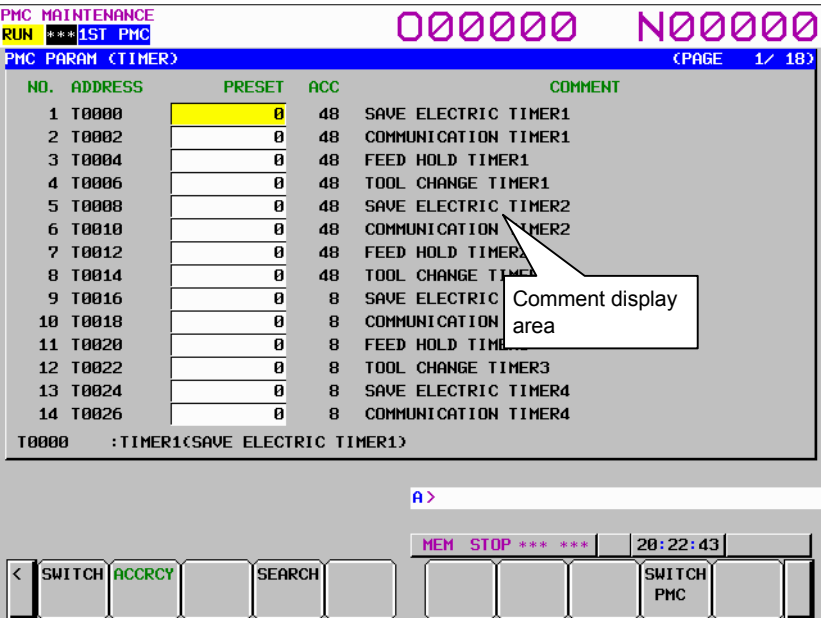 PMC MAINTENANCE O00000 N00000
RUN ***1ST PMC
PMC PARAM (TIMER) (PAGE 1/ 18)
NO. ADDRESS PRESET ACC COMMENT
1 T0000 0 48 SAVE ELECTRIC TIMER1
2 T0002 0 48 COMMUNICATION TIMER1
3 T0004 0 48 FEED HOLD TIMER1
4 T0006 0 48 TOOL CHANGE TIMER1
5 T0008 0 48 SAVE ELECTRIC TIMER2
6 T0010 0 48 COMMUNICATION TIMER2
7 T0012 0 48 FEED HOLD
8 T0014 0 48 TOOL CHANGE
9 T0016 0 8 SAVE ELECTRIC
10 T0018 0 8 COMMUNICATION
11 T0020 0 8 FEED HOLD
12 T0022 0 8 TOOL CHANGE TIMER3
13 T0024 0 8 SAVE ELECTRIC TIMER4
14 T0026 0 8 COMMUNICATION TIMER4
Comment display
area
T0000 :TIMER1(SAVE ELECTRIC TIMER1)
A>
MEM STOP *** *** 20:22:43
< SWITCH ACCRCY SEARCH SWITCH
PMC